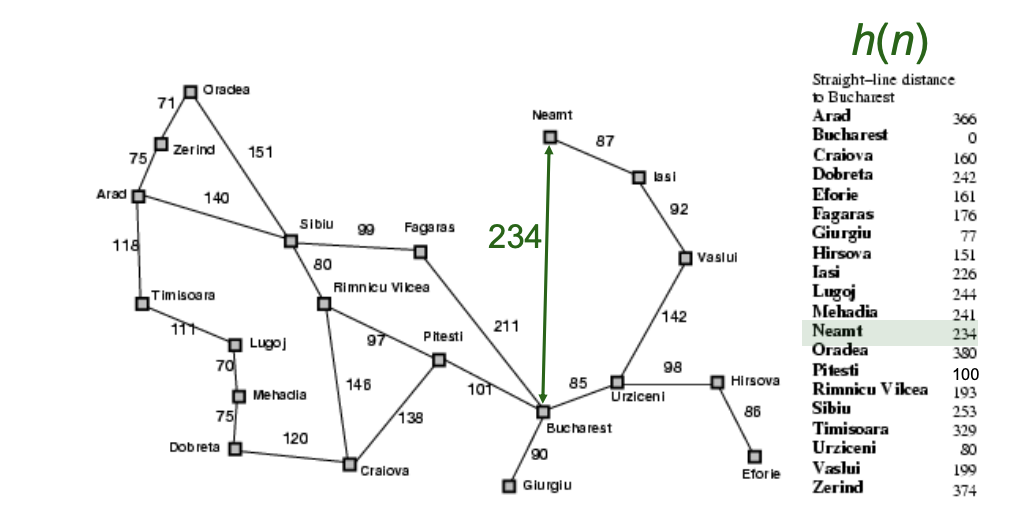 h(n)
Straight–line distance
to Bucharest
Arad 366
Bucharest 0
Craiova 160
Dobreta 242
Eforie 161
Fagaras 176
Giurgiu 77
Hirsova 151
Iasi 226
Lugoj 244
Mehadia 241
Neamt 234
Oradea 380
Pitesti 100
Rimnicu Vilcea 193
Sibiu 253
Timisoara 329
Urziceni 80
Vaslui 199
Zerind 374
Oradea
71
Zerind
75
151
Arad
140
118
Sibiu
99
Fagaras
80
Rimnicu Vilcea
Timisoara
111
Lugoj
70
Mehadia
75
Dobreta
120
Craiova
146
97
Pitesti
138
101
211
Neamt
87
Iasi
92
Vaslui
142
234
98
85
Hirsova
Urziceni
86
Bucharest
90
Giurgiu
Eforie